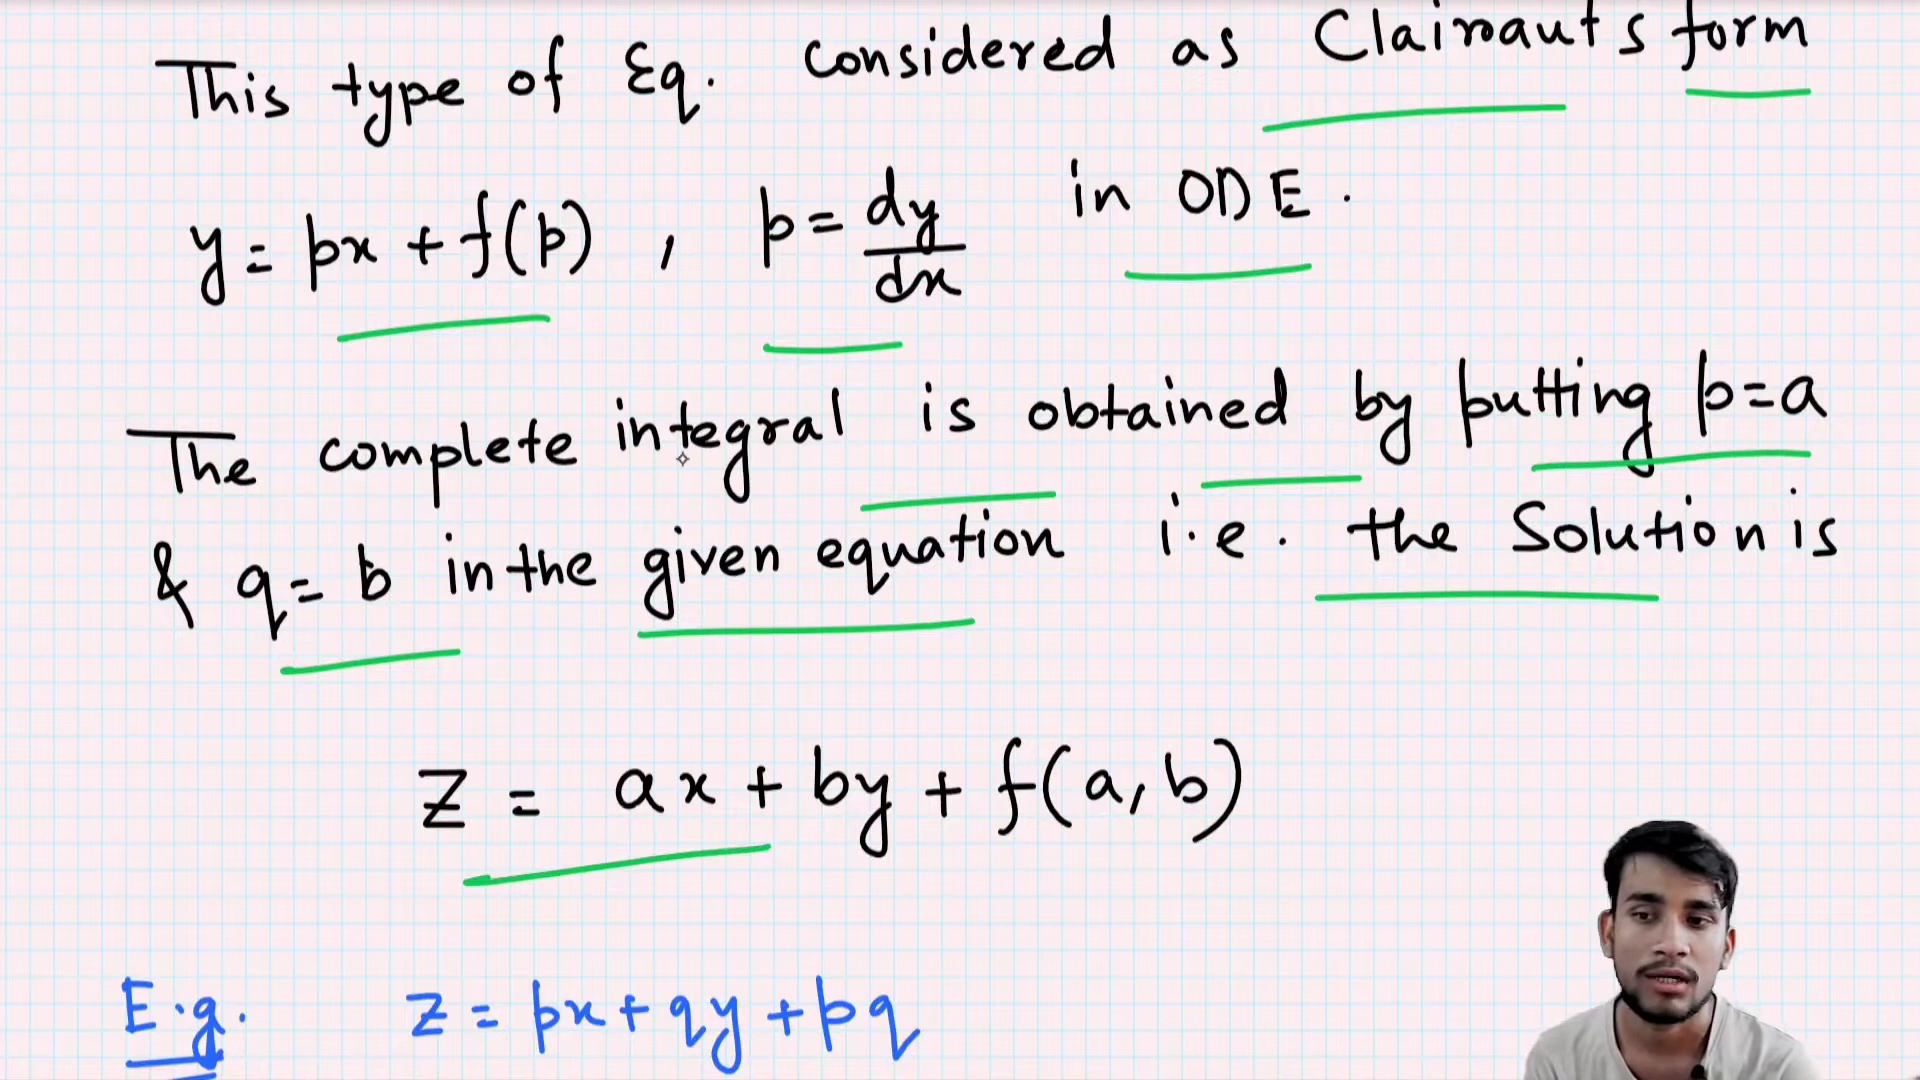 This type of Eq. considered as Clairauts form
y = px + f(p) , p = dy/dx in ODE.
The complete integral is obtained by putting p=a
& q= b in the given equation i.e. the Solution is
z = ax + by + f(a,b)
E.g. z = px + qy + pq